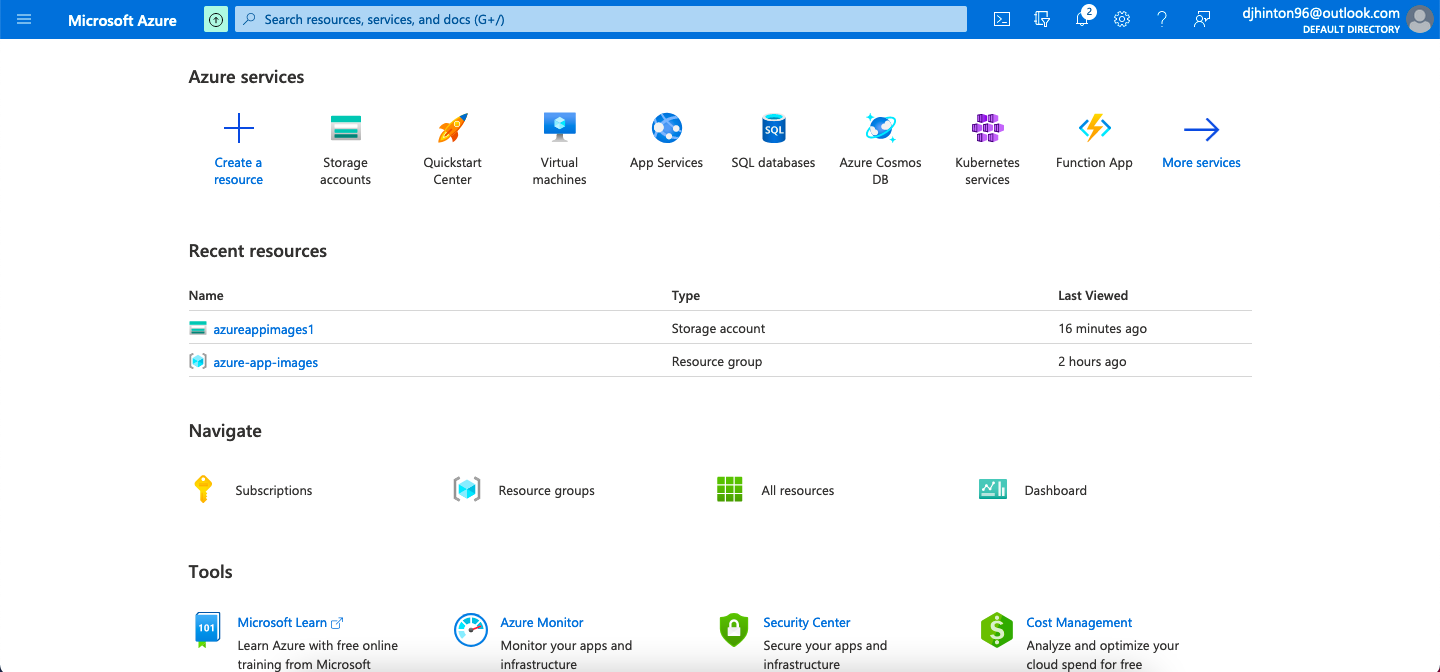 Microsoft Azure
Search resources, services, and docs (G+/)
2
djhinton96@outlook.com
DEFAULT DIRECTORY
Azure services
Create a
resource
Storage
accounts
Quickstart
Center
Virtual
machines
App Services
SQL
SQL databases
Azure Cosmos
DB
Kubernetes
services
Function App
More services
Recent resources
Name Type Last Viewed
azureappimages1 Storage account 16 minutes ago
azure-app-images Resource group 2 hours ago
Navigate
Subscriptions
Resource groups
All resources
Dashboard
Tools
101
Microsoft Learn
Learn Azure with free online
training from Microsoft
Azure Monitor
Monitor your apps and
infrastructure
Security Center
Secure your apps and
infrastructure
$
Cost Management
Analyze and optimize your
cloud spend for free